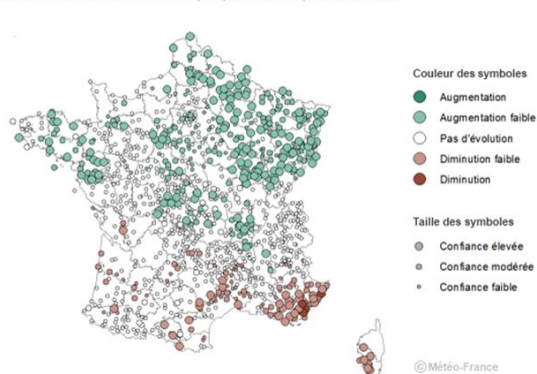 Couleur des symboles
Augmentation
Augmentation faible
Pas d'évolution
Diminution faible
Diminution
Taille des symboles
Confiance élevée
Confiance modérée
Confiance faible
© Météo-France